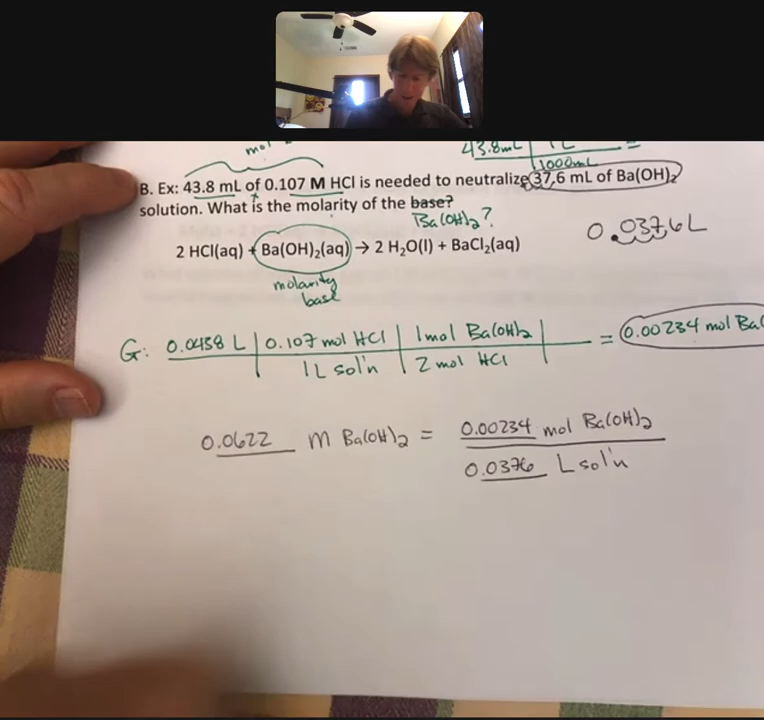 mol
43.8mL 1L =
1000mL
B. Ex: 43.8 mL of 0.107 M HCl is needed to neutralize 37.6 mL of Ba(OH)₂
solution. What is the molarity of the base?
Ba(OH)₂?
0.0376L
2 HCl(aq) + Ba(OH)₂(aq) → 2 H₂O(l) + BaCl₂(aq)
molarity
base
G: 0.0438 L | 0.107 mol HCl | 1mol Ba(OH)₂ | = 0.00234 mol Ba(
1L sol'n | 2 mol HCl
0.0622 M Ba(OH)₂ = 0.00234 mol Ba(OH)₂
0.0376 L sol'n